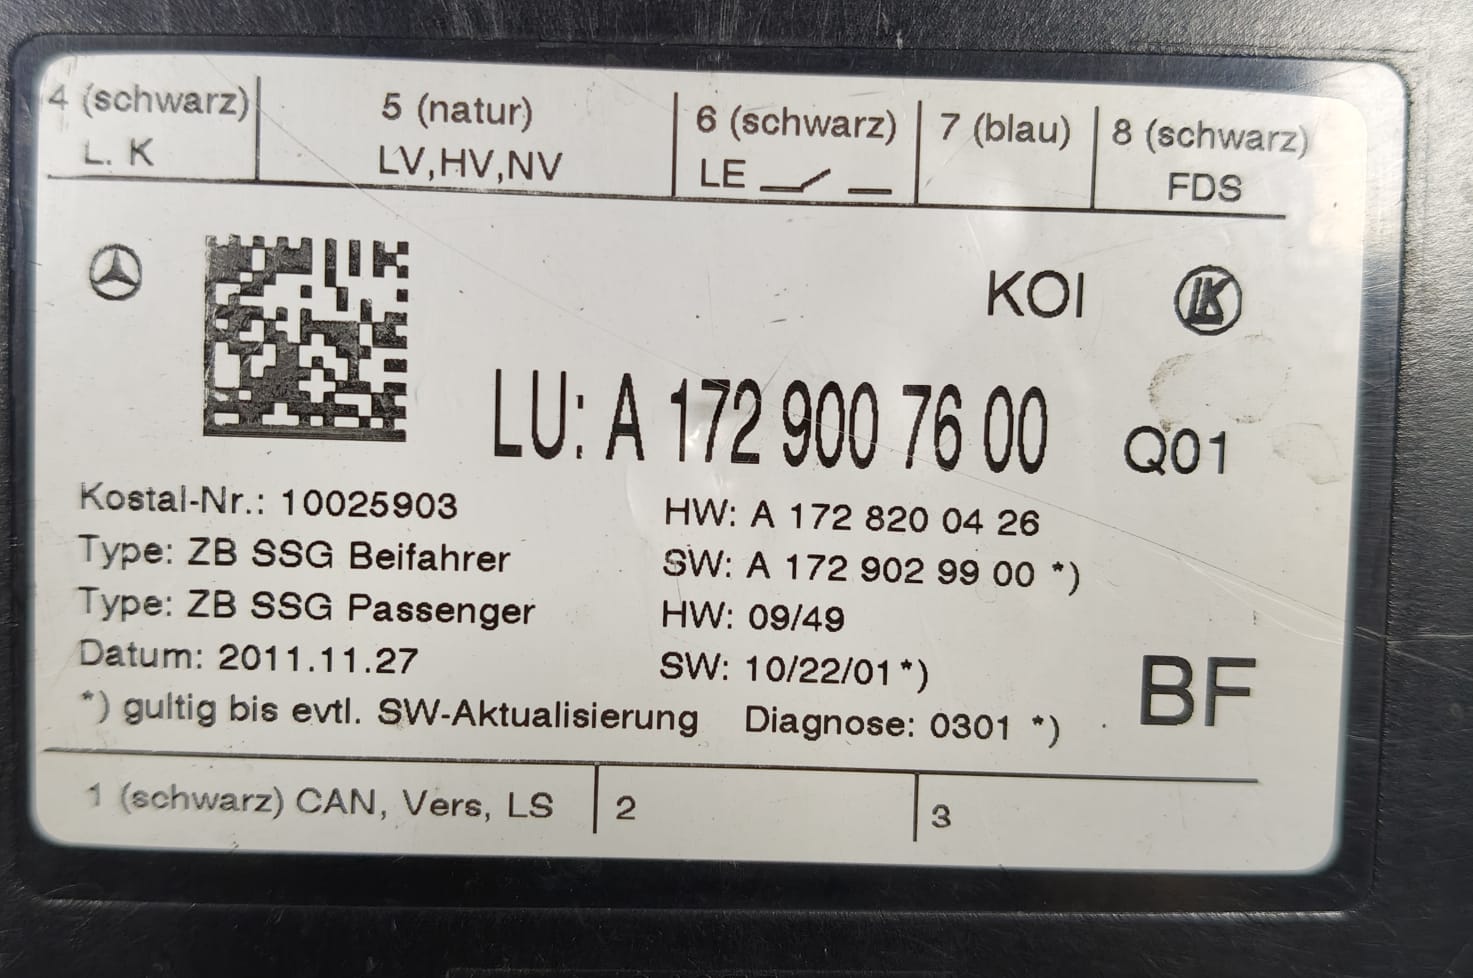 4 (schwarz) 5 (natur) 6 (schwarz) 7 (blau) 8 (schwarz)
L. K LV,HV,NV LE FDS
KOI LK
LU: A 172 900 76 00 Q01
Kostal-Nr.: 10025903 HW: A 172 820 04 26
Type: ZB SSG Beifahrer SW: A 172 902 99 00 *)
Type: ZB SSG Passenger HW: 09/49
Datum: 2011.11.27 SW: 10/22/01 *)
BF
*) gultig bis evtl. SW-Aktualisierung Diagnose: 0301 *)
1 (schwarz) CAN, Vers, LS 2 3